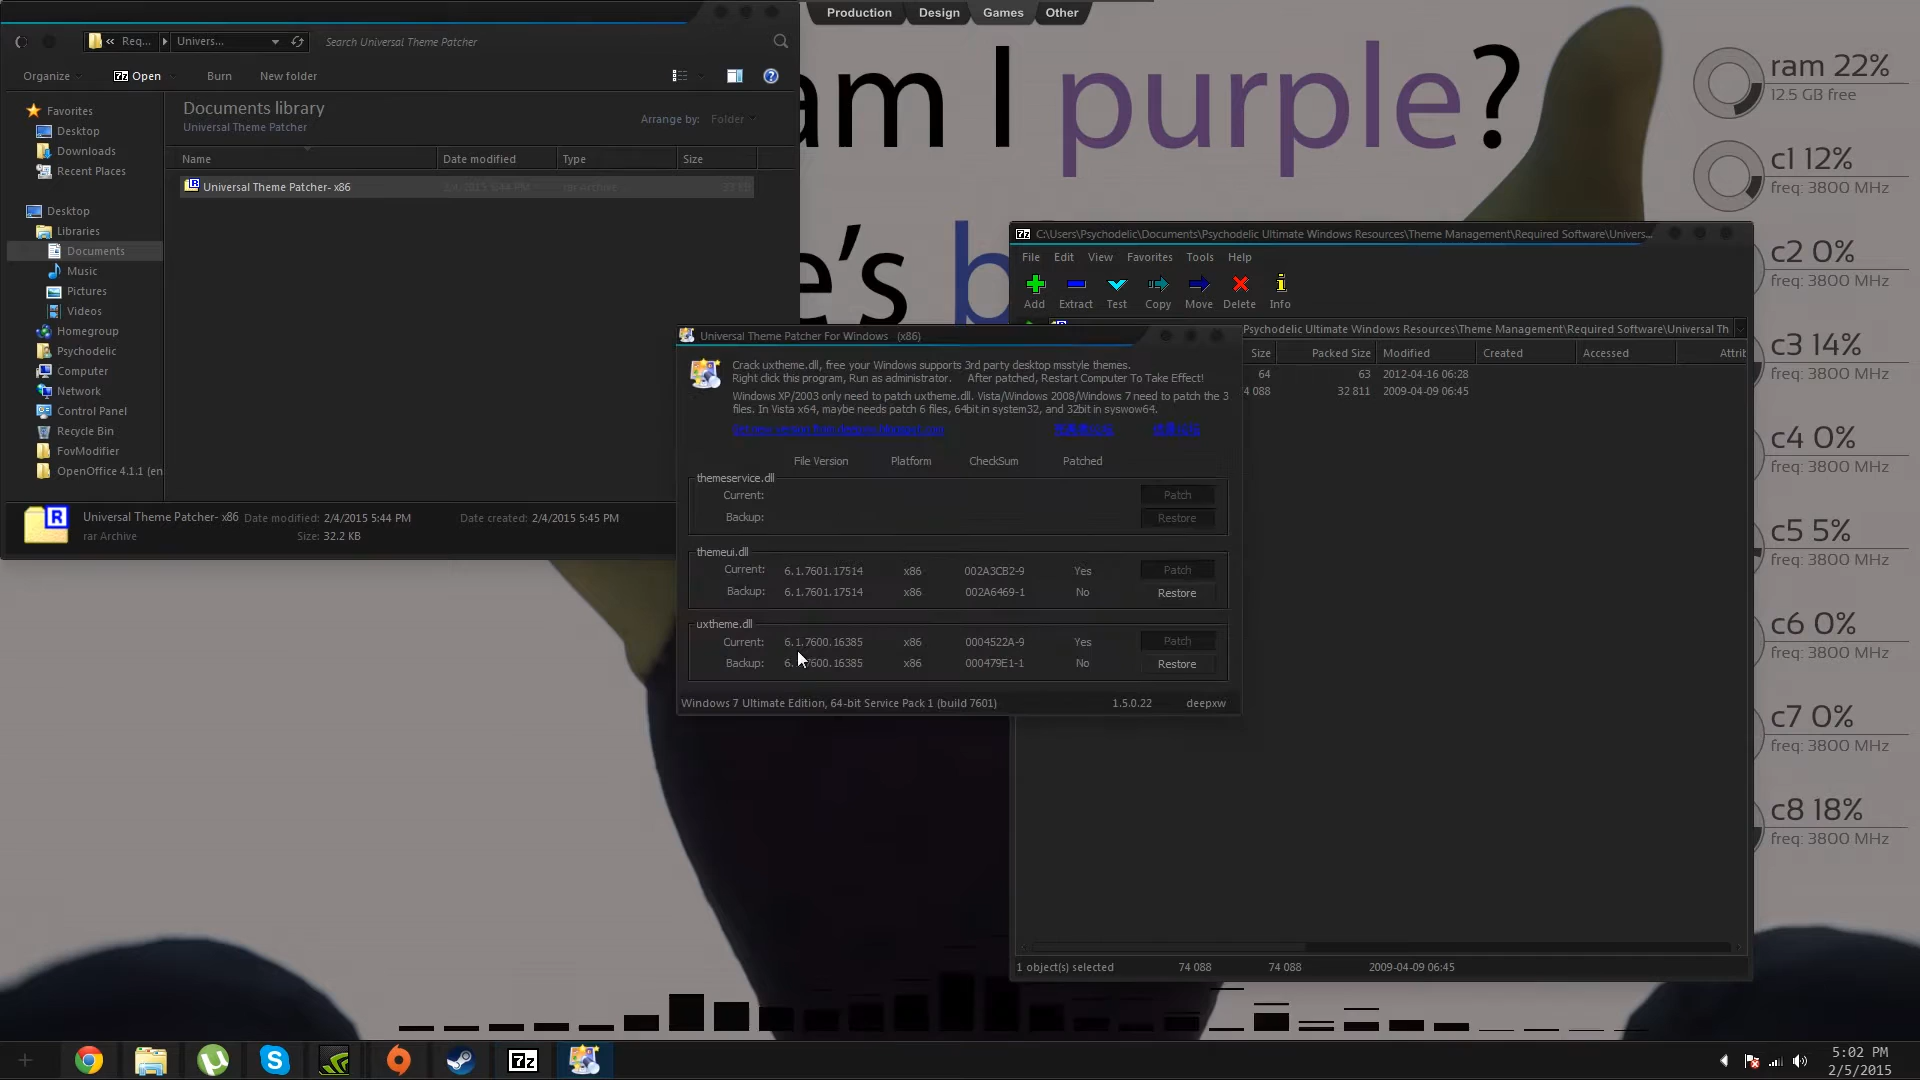 Production Design Games Other
« Req... Univers... Search Universal Theme Patcher
Organize Open Burn New folder
Favorites
Desktop
Downloads
Recent Places
Desktop
Libraries
Documents
Music
Pictures
Videos
Homegroup
Psychodelic
Computer
Network
Control Panel
Recycle Bin
FovModifier
OpenOffice 4.1.1 (en
Documents library
Universal Theme Patcher
Arrange by: Folder
Name Date modified Type Size
Universal Theme Patcher- x86 2/4/2015 5:44 PM rar Archive
Universal Theme Patcher- x86 Date modified: 2/4/2015 5:44 PM Date created: 2/4/2015 5:45 PM
rar Archive Size: 32.2 KB
am I purple?
e's b
C:\Users\Psychodelic\Documents\Psychodelic Ultimate Windows Resources\Theme Management\Required Software\Univers...
File Edit View Favorites Tools Help
Add Extract Test Copy Move Delete Info
Psychodelic Ultimate Windows Resources\Theme Management\Required Software\Universal Th
Size Packed Size Modified Created Accessed Attrib
64 63 2012-04-16 06:28
4 088 32 811 2009-04-09 06:45
1 object(s) selected 74 088 74 088 2009-04-09 06:45
Universal Theme Patcher For Windows (x86)
Crack uxtheme.dll, free your Windows supports 3rd party desktop msstyle themes.
Right click this program, Run as administrator. After patched, Restart Computer To Take Effect!
Windows XP/2003 only need to patch uxtheme.dll. Vista/Windows 2008/Windows 7 need to patch the 3
files. In Vista x64, maybe needs patch 6 files, 64bit in system32, and 32bit in syswow64.
File Version Platform CheckSum Patched
themeservice.dll
Current: Patch
Backup: Restore
themeui.dll
Current: 6.1.7601.17514 x86 002A3CB2-9 Yes Patch
Backup: 6.1.7601.17514 x86 002A6469-1 No Restore
uxtheme.dll
Current: 6.1.7600.16385 x86 0004522A-9 Yes Patch
Backup: 6.1.7600.16385 x86 000479E1-1 No Restore
Windows 7 Ultimate Edition, 64-bit Service Pack 1 (build 7601) 1.5.0.22 deepxw
ram 22%
12.5 GB free
c1 12%
freq: 3800 MHz
c2 0%
freq: 3800 MHz
c3 14%
freq: 3800 MHz
c4 0%
freq: 3800 MHz
c5 5%
freq: 3800 MHz
c6 0%
freq: 3800 MHz
c7 0%
freq: 3800 MHz
c8 18%
freq: 3800 MHz
5:02 PM
2/5/2015